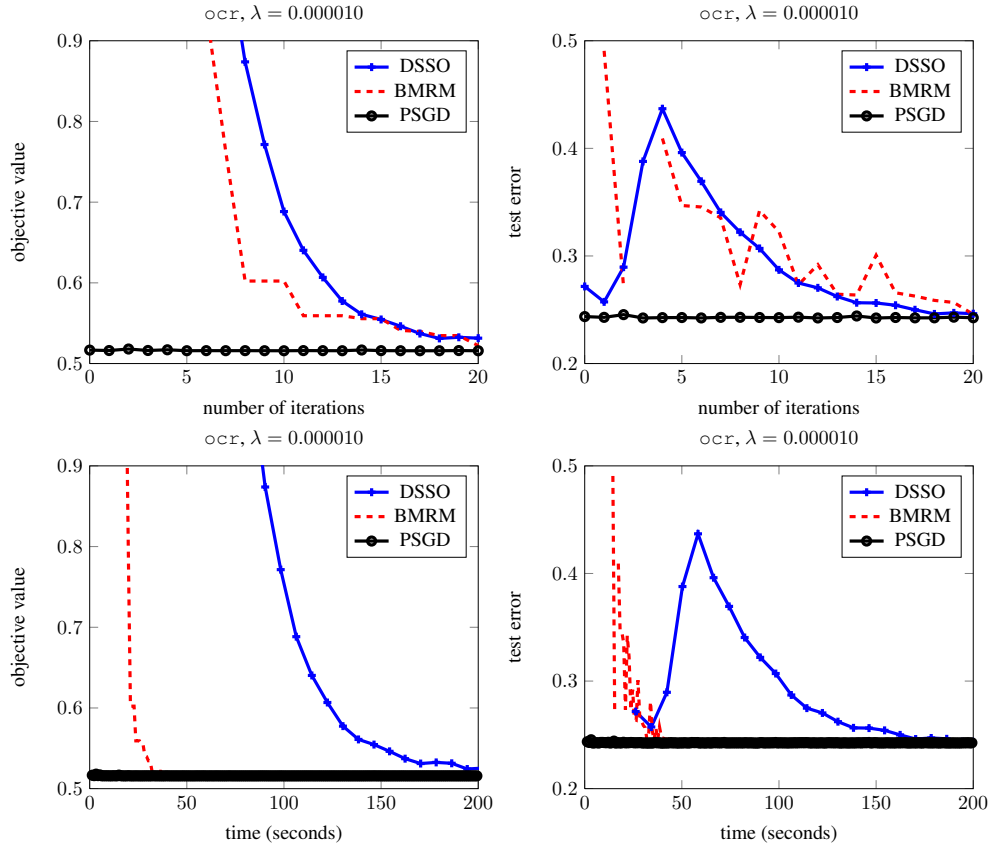 ocr, λ = 0.000010
0.9
0.8
0.7
0.6
0.5
objective value
DSSO
BMRM
PSGD
0 5 10 15 20
number of iterations
ocr, λ = 0.000010
0.5
0.4
0.3
0.2
test error
DSSO
BMRM
PSGD
0 5 10 15 20
number of iterations
ocr, λ = 0.000010
0.9
0.8
0.7
0.6
0.5
objective value
DSSO
BMRM
PSGD
0 50 100 150 200
time (seconds)
ocr, λ = 0.000010
0.5
0.4
0.3
0.2
test error
DSSO
BMRM
PSGD
0 50 100 150 200
time (seconds)